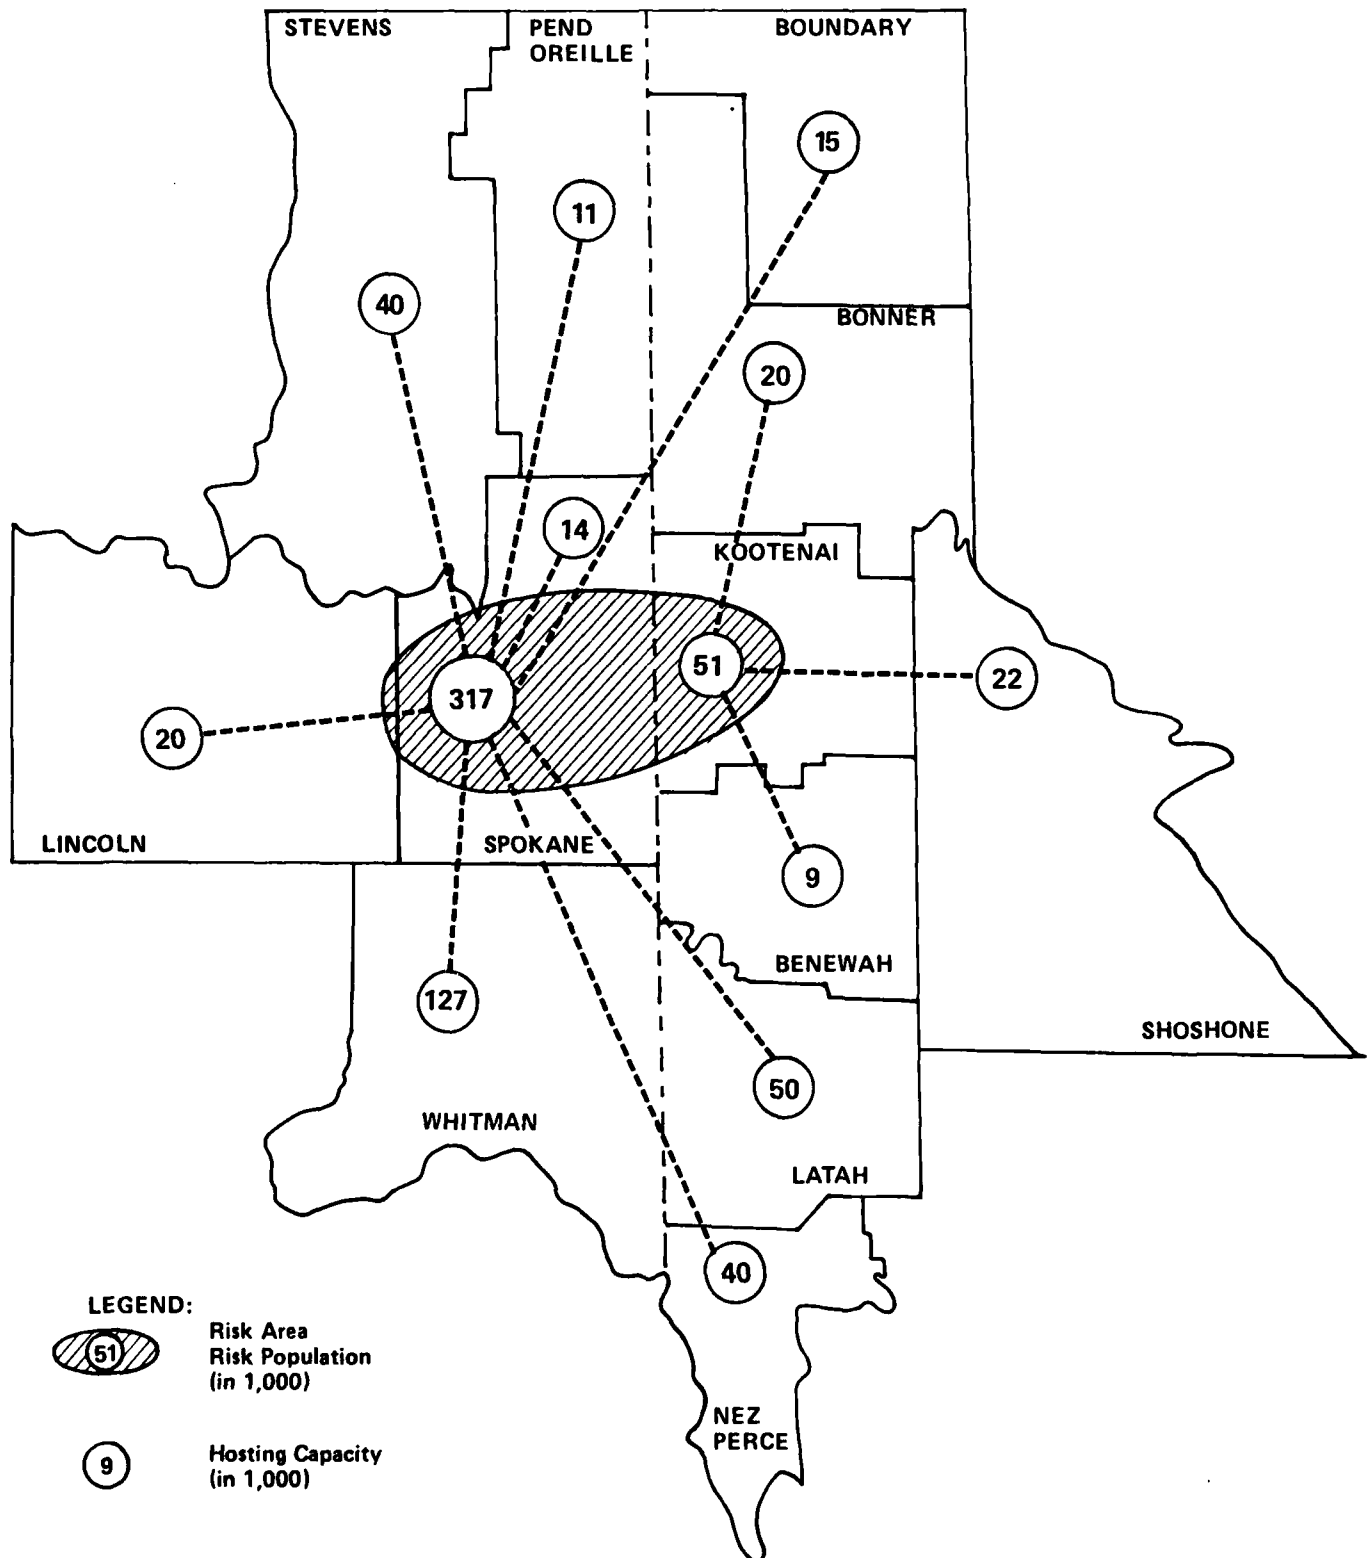 STEVENS
PEND
OREILLE
BOUNDARY
15
11
40
BONNER
20
14
KOOTENAI
51
22
317
20
LINCOLN
SPOKANE
9
BENEWAH
127
SHOSHONE
50
WHITMAN
LATAH
40
NEZ
PERCE
LEGEND:
51
Risk Area
Risk Population
(in 1,000)
9
Hosting Capacity
(in 1,000)